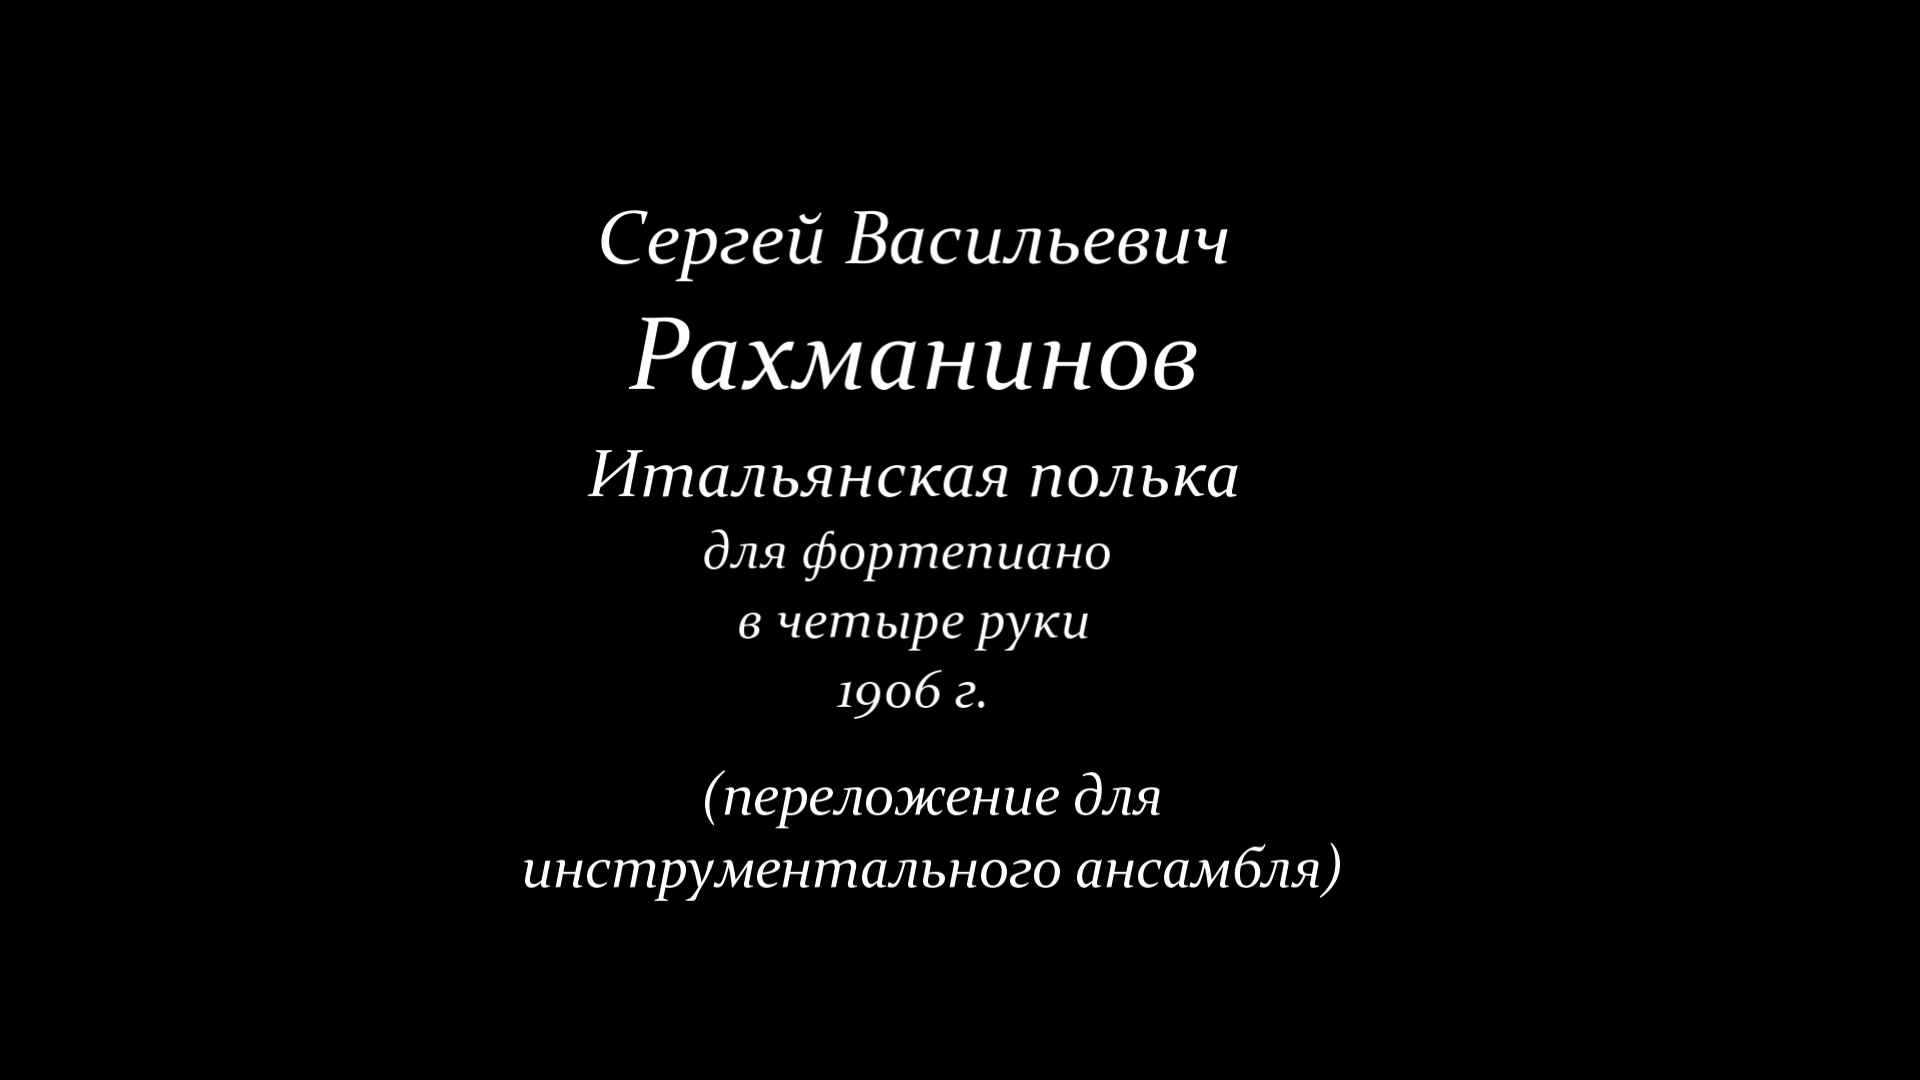 Сергей Васильевич
Рахманинов
Итальянская полька
для фортепиано
в четыре руки
1906 г.
(переложение для
инструментального ансамбля)